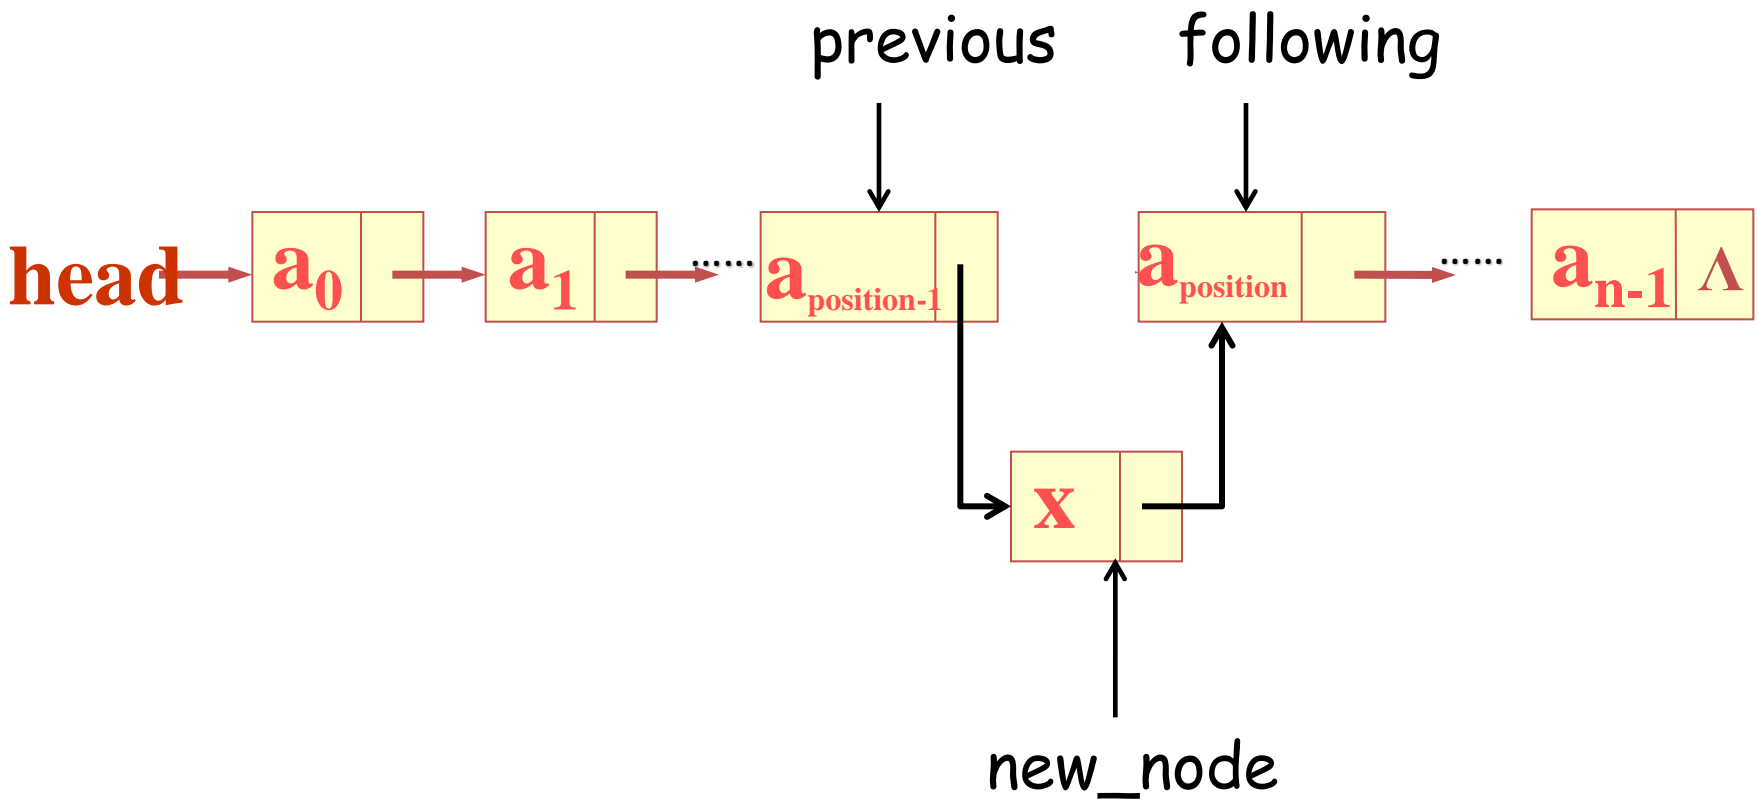 previous following
head a0 a1 ...... aposition-1 aposition ...... an-1 Λ
x
new_node